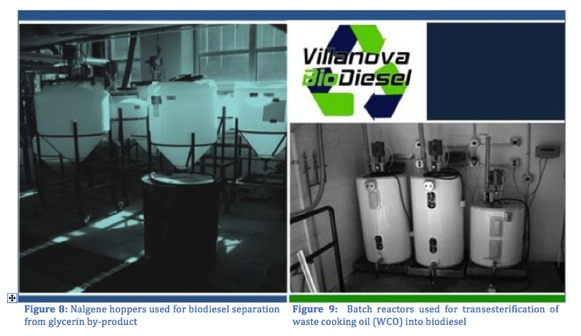 Villanova
BioDiesel
Figure 8: Nalgene hoppers used for biodiesel separation
from glycerin by-product
Figure 9: Batch reactors used for transesterification of
waste cooking oil (WCO) into biodiesel